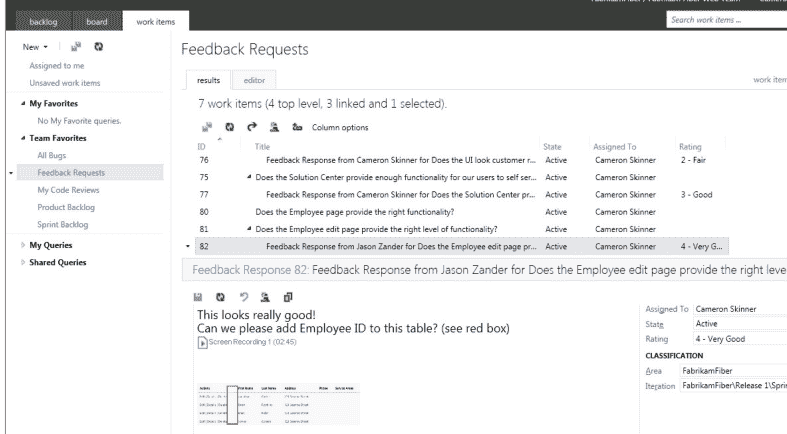 FabrikamFiber / Fabrikam Fiber Web Team
backlog board work items
Search work items ...
New
Assigned to me
Unsaved work items
My Favorites
No My Favorite queries.
Team Favorites
All Bugs
Feedback Requests
My Code Reviews
Product Backlog
Sprint Backlog
My Queries
Shared Queries
Feedback Requests
results editor
work item
7 work items (4 top level, 3 linked and 1 selected).
Column options
ID Title State Assigned To Rating
76 Feedback Response from Cameron Skinner for Does the UI look customer r... Active Cameron Skinner 2 - Fair
75 Does the Solution Center provide enough functionality for our users to self ser... Active Cameron Skinner
77 Feedback Response from Cameron Skinner for Does the Solution Center pr... Active Cameron Skinner 3 - Good
80 Does the Employee page provide the right functionality? Active Cameron Skinner
81 Does the Employee edit page provide the right level of functionality? Active Cameron Skinner
82 Feedback Response from Jason Zander for Does the Employee edit page pr... Active Cameron Skinner 4 - Very G...
Feedback Response 82: Feedback Response from Jason Zander for Does the Employee edit page provide the right leve
This looks really good!
Can we please add Employee ID to this table? (see red box)
Screen Recording 1 (02:45)
First Name Last Name Address Phone Service Areas
Assigned To Cameron Skinner
State Active
Rating 4 - Very Good
CLASSIFICATION
Area FabrikamFiber
Iteration FabrikamFiber\Release 1\Sprin